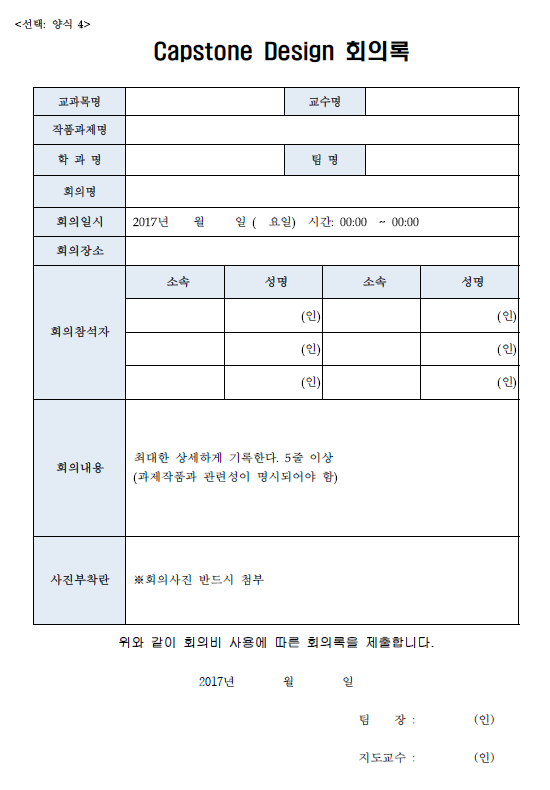 <선택: 양식 4>
Capstone Design 회의록
교과목명 교수명
작품과제명
학 과 명 팀 명
회의명
회의일시 2017년 월 일 ( 요일) 시간: 00:00 ~ 00:00
회의장소
소속 성명 소속 성명
(인) (인)
회의참석자
(인) (인)
(인) (인)
최대한 상세하게 기록한다. 5줄 이상
회의내용
(과제작품과 관련성이 명시되어야 함)
사진부착란 ※회의사진 반드시 첨부
위와 같이 회의비 사용에 따른 회의록을 제출합니다.
2017년 월 일
팀 장 : (인)
지도교수 : (인)